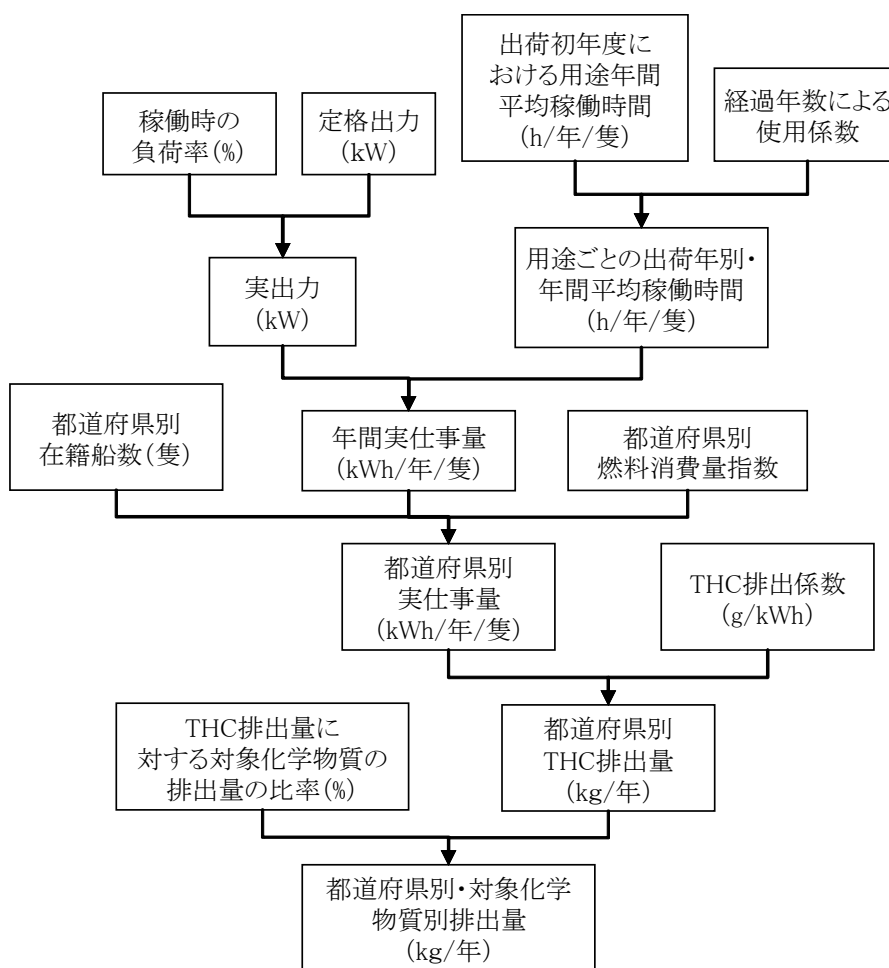 出荷初年度に
おける用途年間
平均稼働時間
(h/年/隻)
経過年数による
使用係数
稼働時の
負荷率(%)
定格出力
(kW)
用途ごとの出荷年別・
年間平均稼働時間
(h/年/隻)
実出力
(kW)
都道府県別
在籍船数(隻)
年間実仕事量
(kWh/年/隻)
都道府県別
燃料消費量指数
都道府県別
実仕事量
(kWh/年/隻)
THC排出係数
(g/kWh)
THC排出量に
対する対象化学物質の
排出量の比率(%)
都道府県別
THC排出量
(kg/年)
都道府県別・対象化学
物質別排出量
(kg/年)